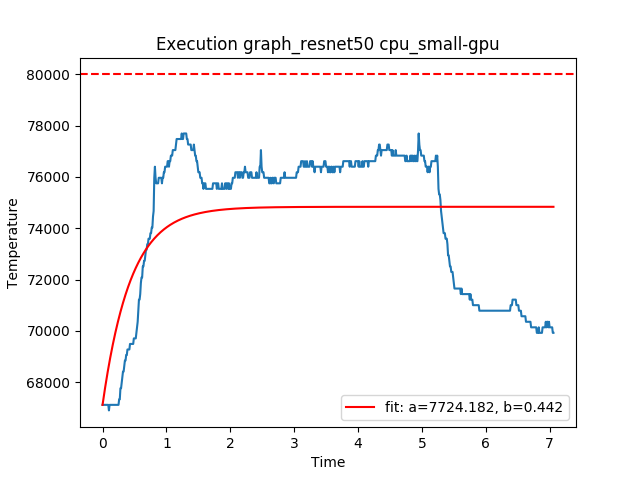 Execution graph_resnet50 cpu_small-gpu
80000
78000
76000
74000
72000
70000
68000
Temperature
fit: a=7724.182, b=0.442
0 1 2 3 4 5 6 7
Time